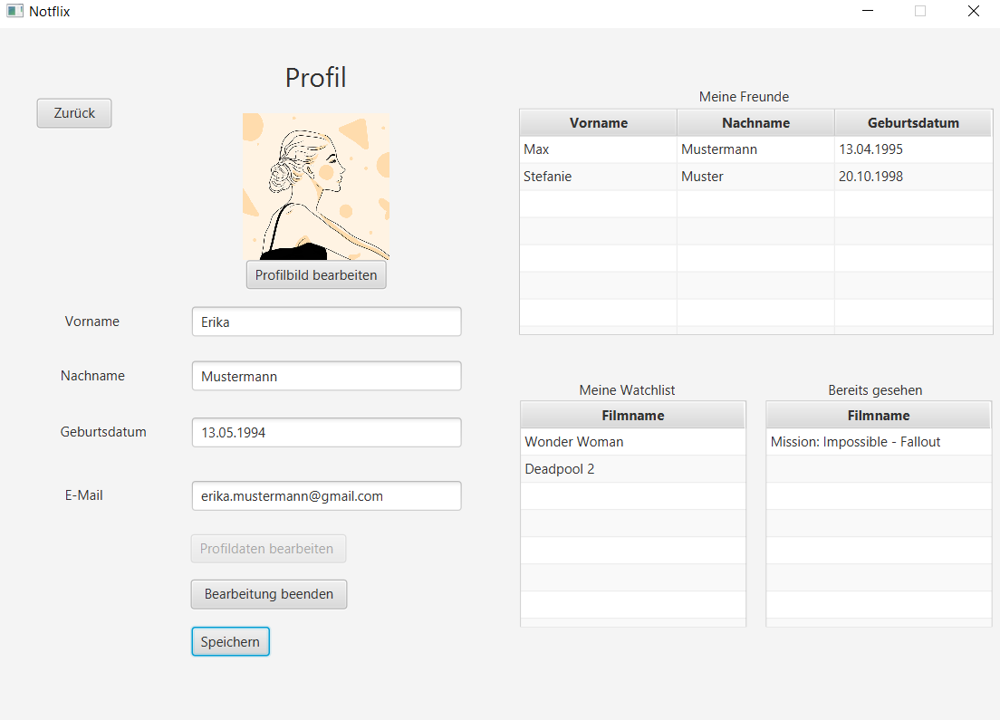 Notflix
Profil
Zurück
Profilbild bearbeiten
Vorname
Erika
Nachname
Mustermann
Geburtsdatum
13.05.1994
E-Mail
erika.mustermann@gmail.com
Profildaten bearbeiten
Bearbeitung beenden
Speichern
Meine Freunde
Vorname Nachname Geburtsdatum
Max Mustermann 13.04.1995
Stefanie Muster 20.10.1998
Meine Watchlist
Filmname
Wonder Woman
Deadpool 2
Bereits gesehen
Filmname
Mission: Impossible - Fallout